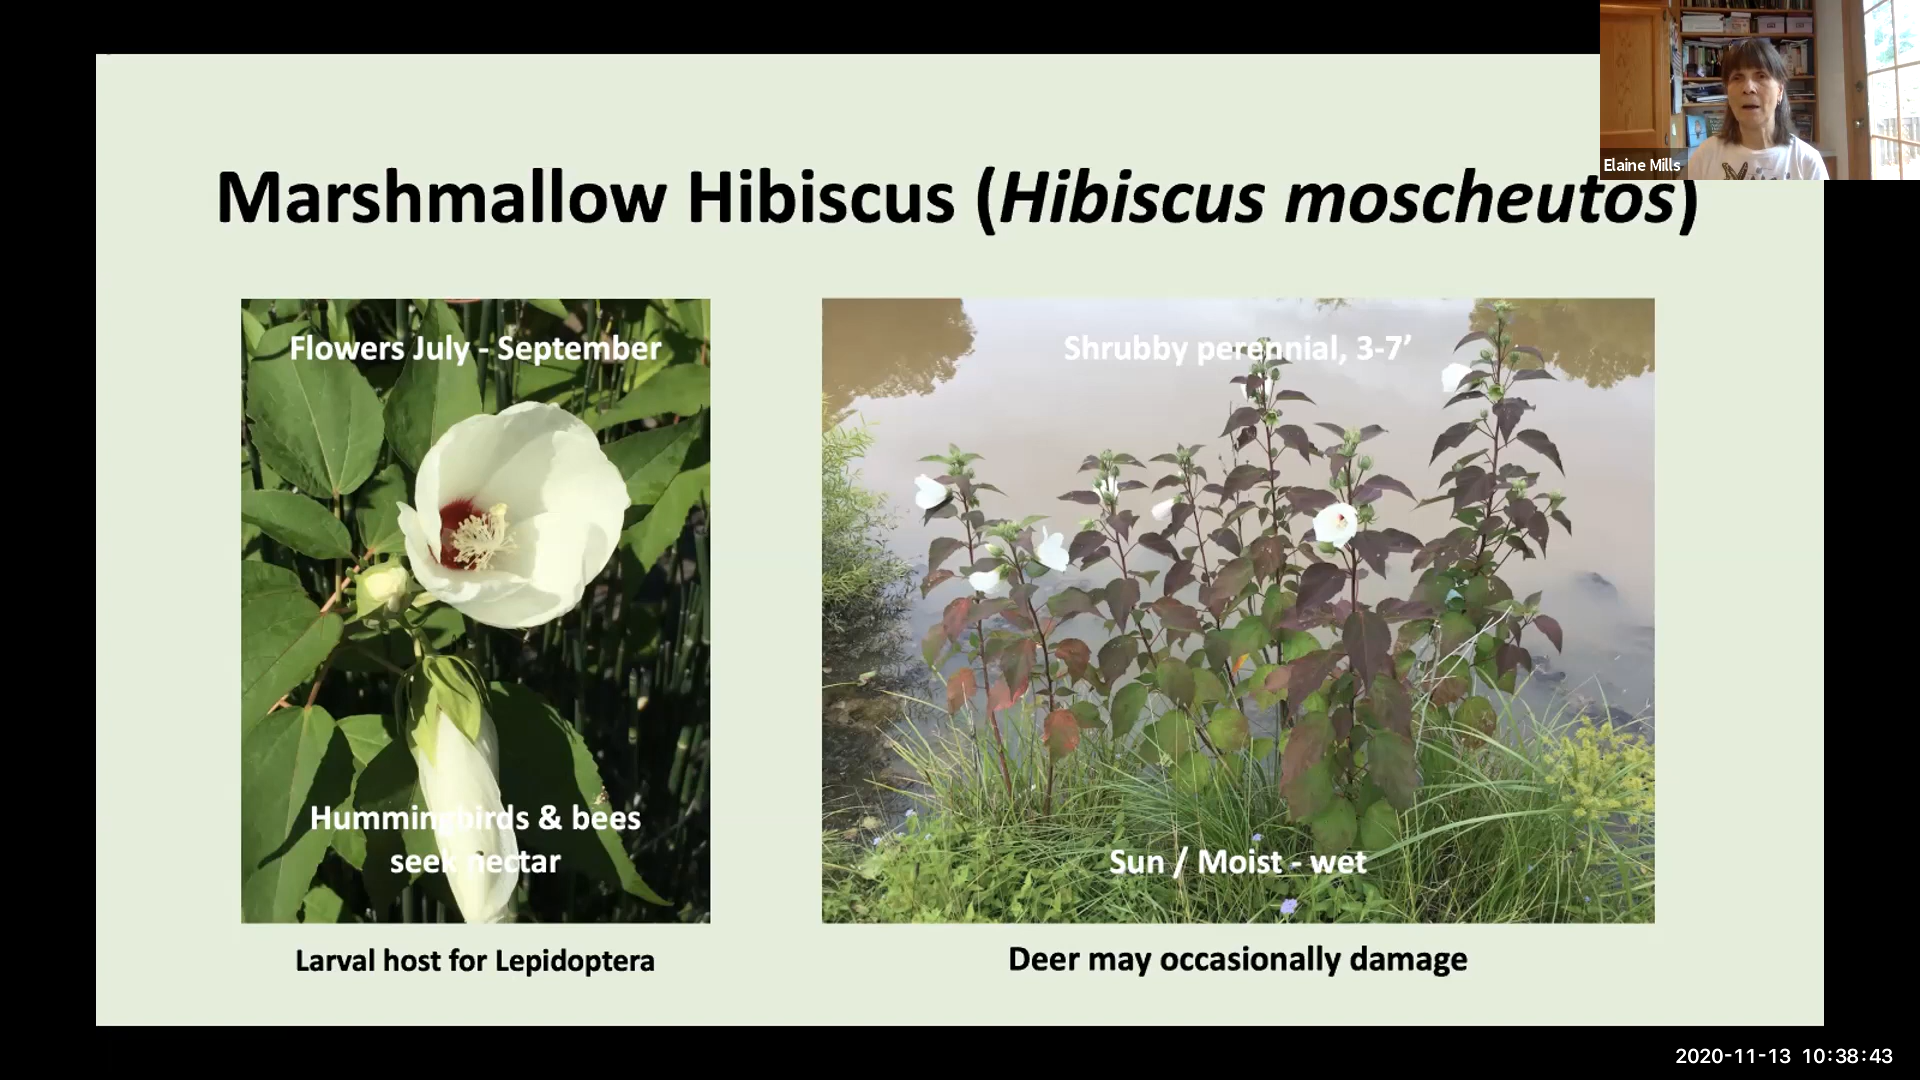 Elaine Mills
Marshmallow Hibiscus (Hibiscus moscheutos)
Flowers July - September
Hummingbirds & bees
seek nectar
Larval host for Lepidoptera
Shrubby perennial, 3-7’
Sun / Moist - wet
Deer may occasionally damage
2020-11-13 10:38:43